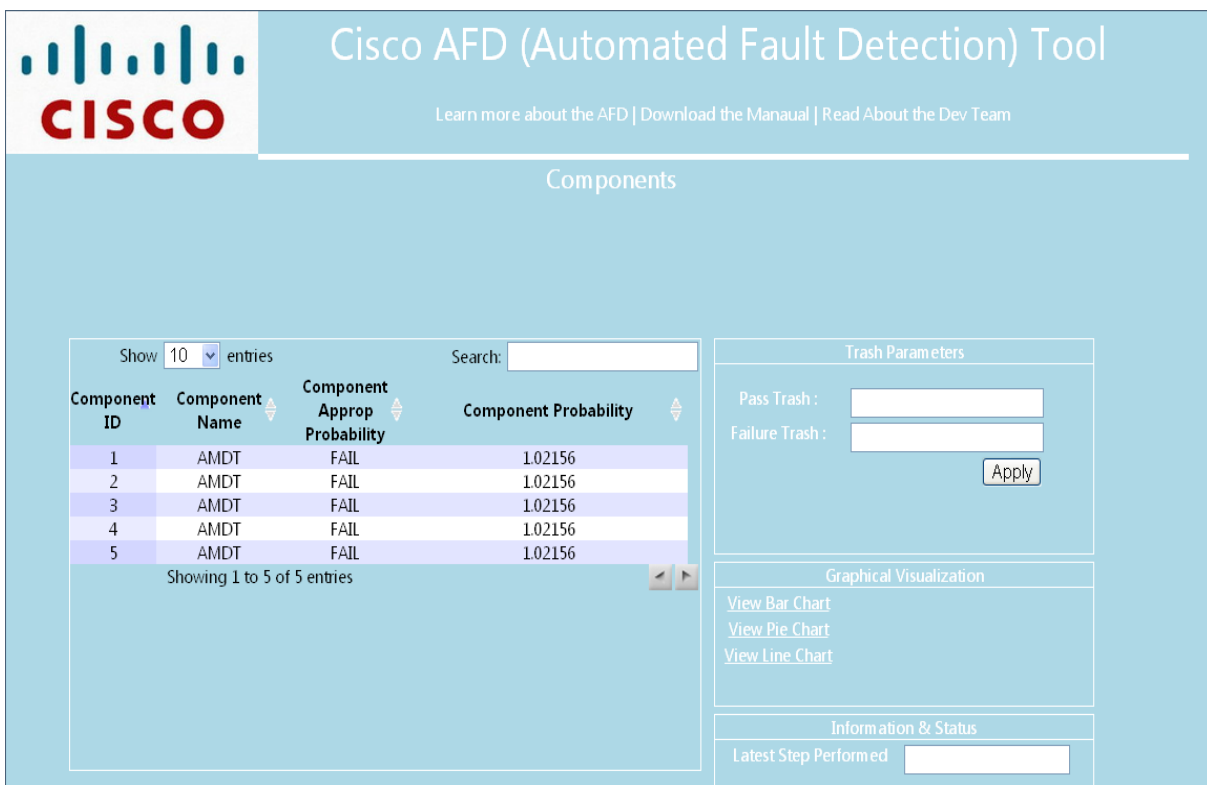 CISCO
Cisco AFD (Automated Fault Detection) Tool
Learn more about the AFD | Download the Manaual | Read About the Dev Team
Components
Show 10 entries Search:
Component ID Component Name Component Approp Probability Component Probability
1 AMDT FAIL 1.02156
2 AMDT FAIL 1.02156
3 AMDT FAIL 1.02156
4 AMDT FAIL 1.02156
5 AMDT FAIL 1.02156
Showing 1 to 5 of 5 entries
Trash Parameters
Pass Trash :
Failure Trash :
Apply
Graphical Visualization
View Bar Chart
View Pie Chart
View Line Chart
Information & Status
Latest Step Performed